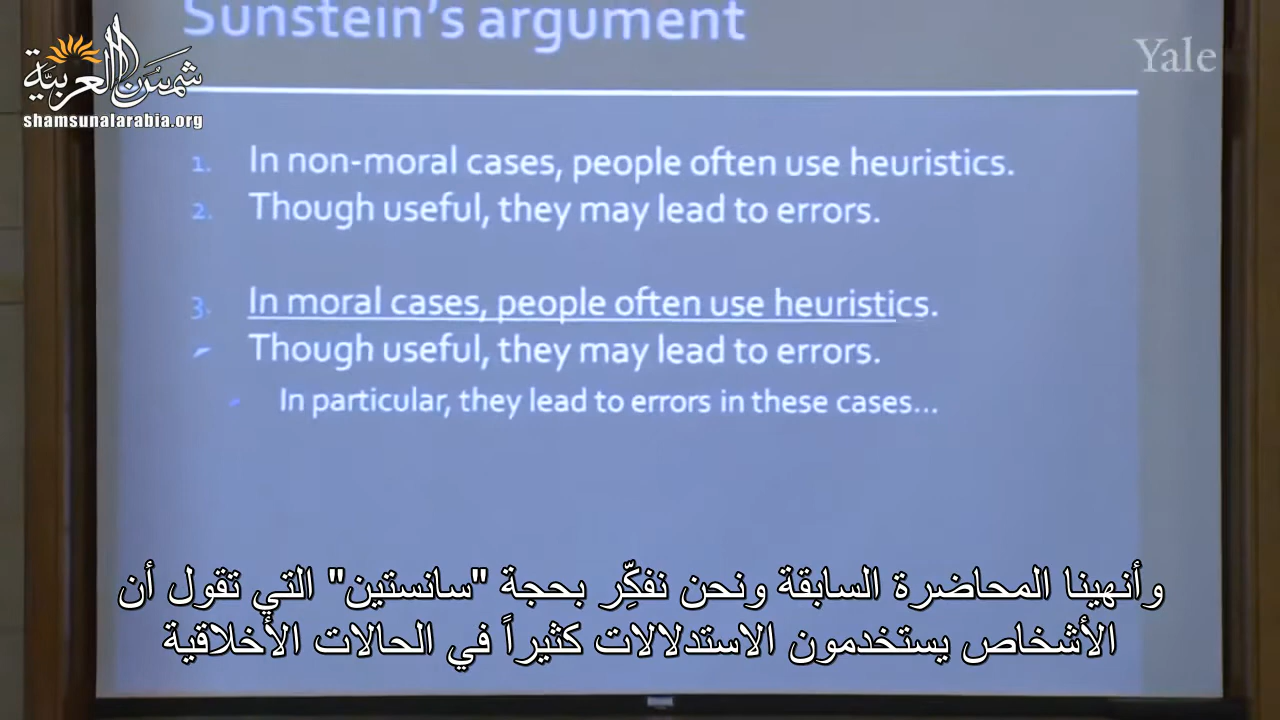 Sunstein's argument
شمس العربية
shamsunalarabia.org
Yale
1. In non-moral cases, people often use heuristics.
2. Though useful, they may lead to errors.
3. In moral cases, people often use heuristics.
Though useful, they may lead to errors.
In particular, they lead to errors in these cases...
وأنهينا المحاضرة السابقة ونحن نفكِّر بحجة "سانستين" التي تقول أن
الأشخاص يستخدمون الاستدلالات كثيراً في الحالات الأخلاقية